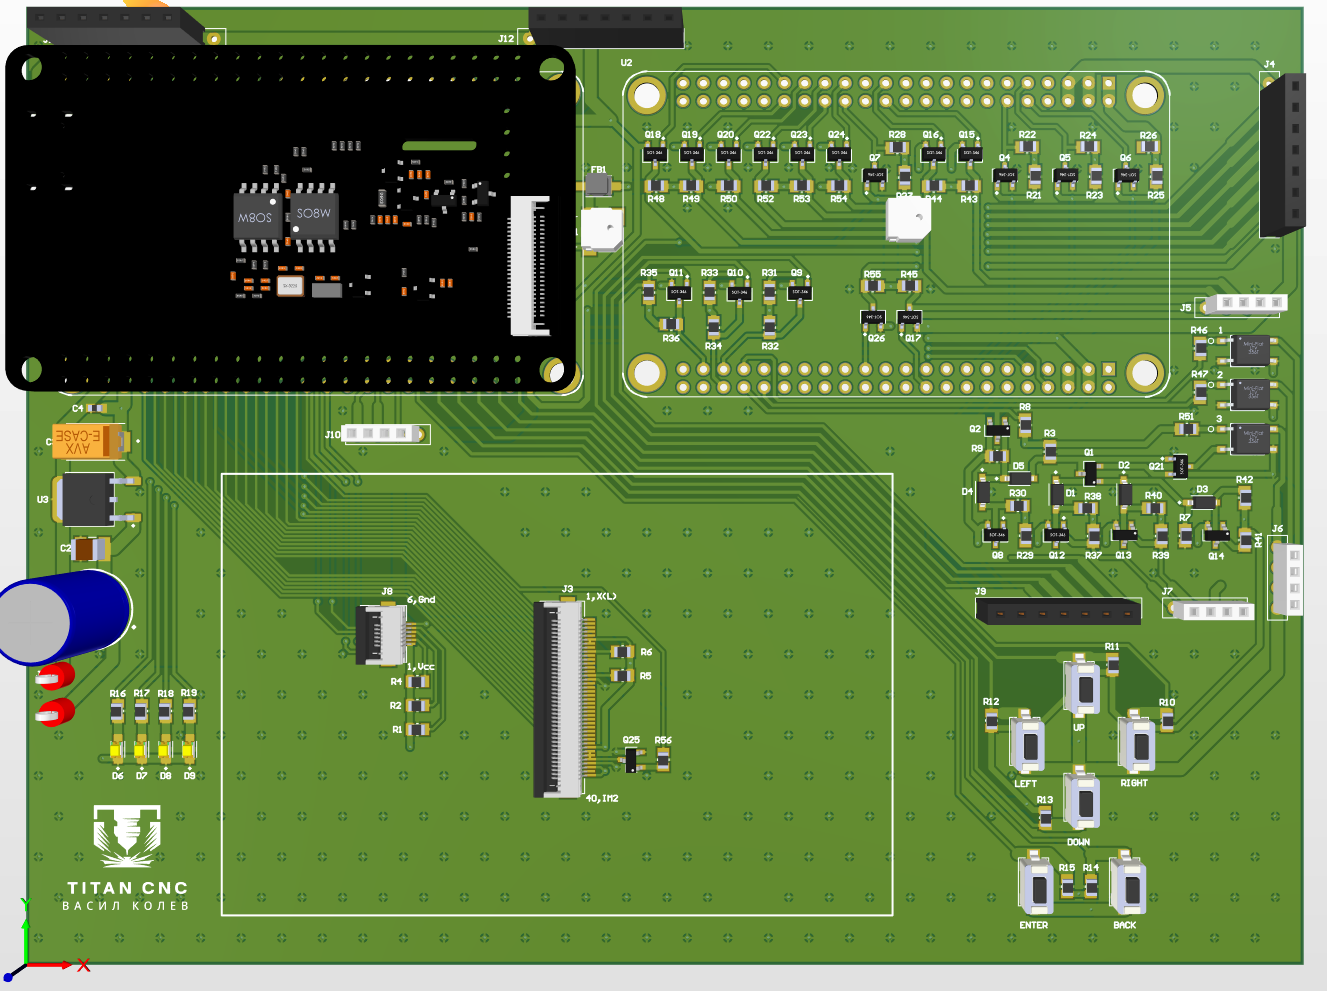 J12
U2
J4
Q18 Q19 Q20 Q22 Q23 Q24 R28 Q16 Q15 R22 R24 R26
Q7 Q4 Q5 Q6
FB1
R48 R49 R50 R52 R53 R54 R43 R21 R23 R25
SO8W SO8W
R35 Q11 R33 Q10 R31 Q9 R55 R45
J5
R36 R34 R32 Q26 Q17
R46 1
R47 2
C4
R51 3
J10
AVX
E-CASE
Q2 R8
R9 R3
Q1 Q21
D5 D2
D4 R30 D1 R38 R40 D3 R42
U3
R7
Q8 R29 Q12 R37 Q13 R39 Q14 R41
J6
C2
J8 6,Gnd
J3 1,X(L)
J9 J7
1,Vcc
R6
R4 R5
R2
R1
R11
R16 R17 R18 R19
R12 R10
UP
Q25 R56
D6 D7 D8 D9
LEFT RIGHT
40,IM2
R13
DOWN
R15 R14
TITAN CNC
ВАСИЛ КОЛЕВ
ENTER BACK
Y
X